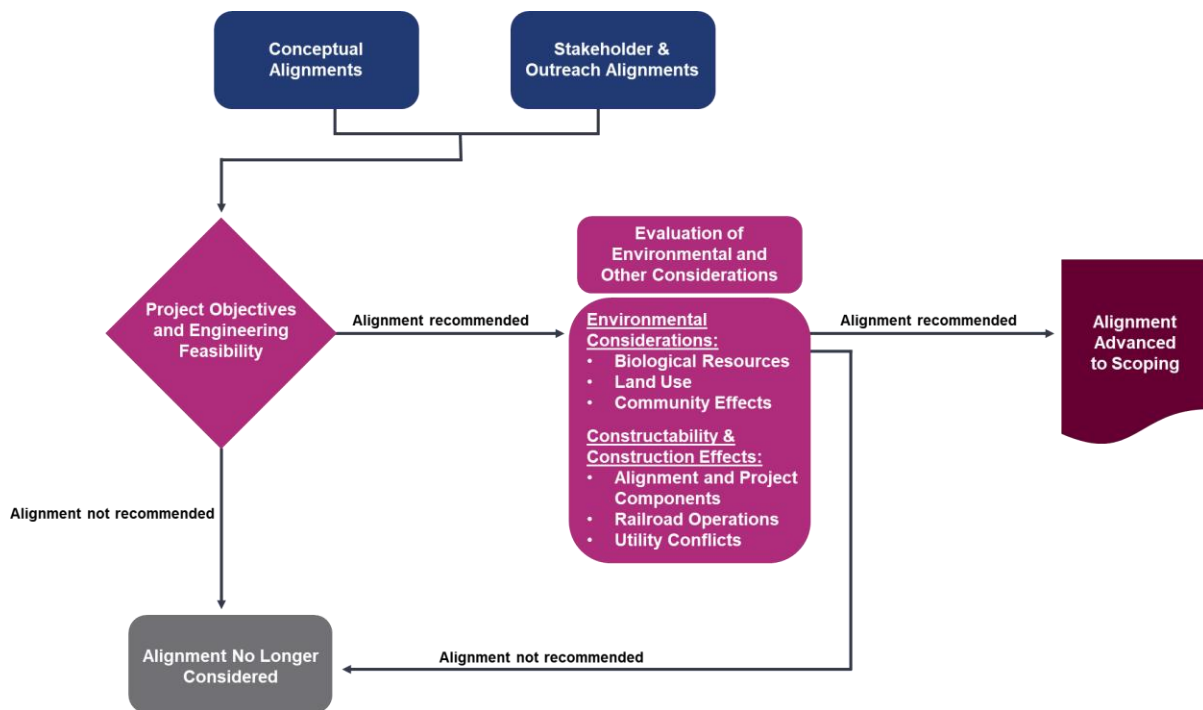 Conceptual
Alignments
Stakeholder &
Outreach Alignments
Project Objectives
and Engineering
Feasibility
Alignment recommended
Evaluation of
Environmental and
Other Considerations
Environmental
Considerations:
• Biological Resources
• Land Use
• Community Effects
Constructability &
Construction Effects:
• Alignment and Project
Components
• Railroad Operations
• Utility Conflicts
Alignment recommended
Alignment
Advanced
to Scoping
Alignment not recommended
Alignment No Longer
Considered
Alignment not recommended